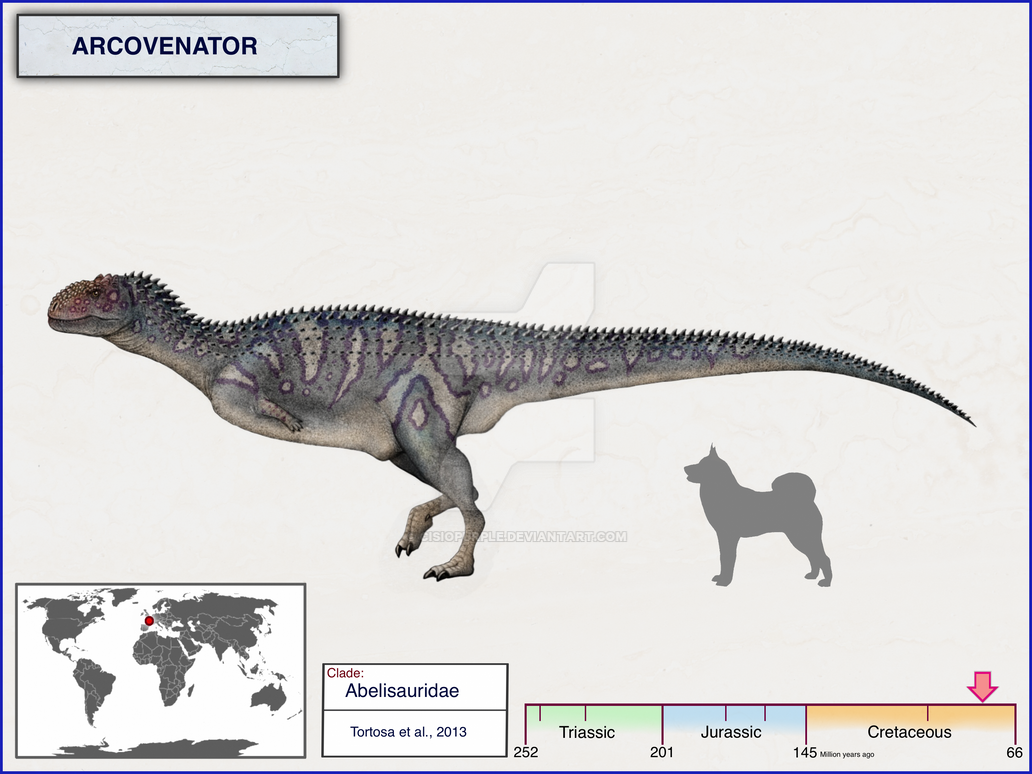 ARCOVENATOR
Clade:
Abelisauridae
Tortosa et al., 2013
Triassic Jurassic Cretaceous
252 201 145 Million years ago 66